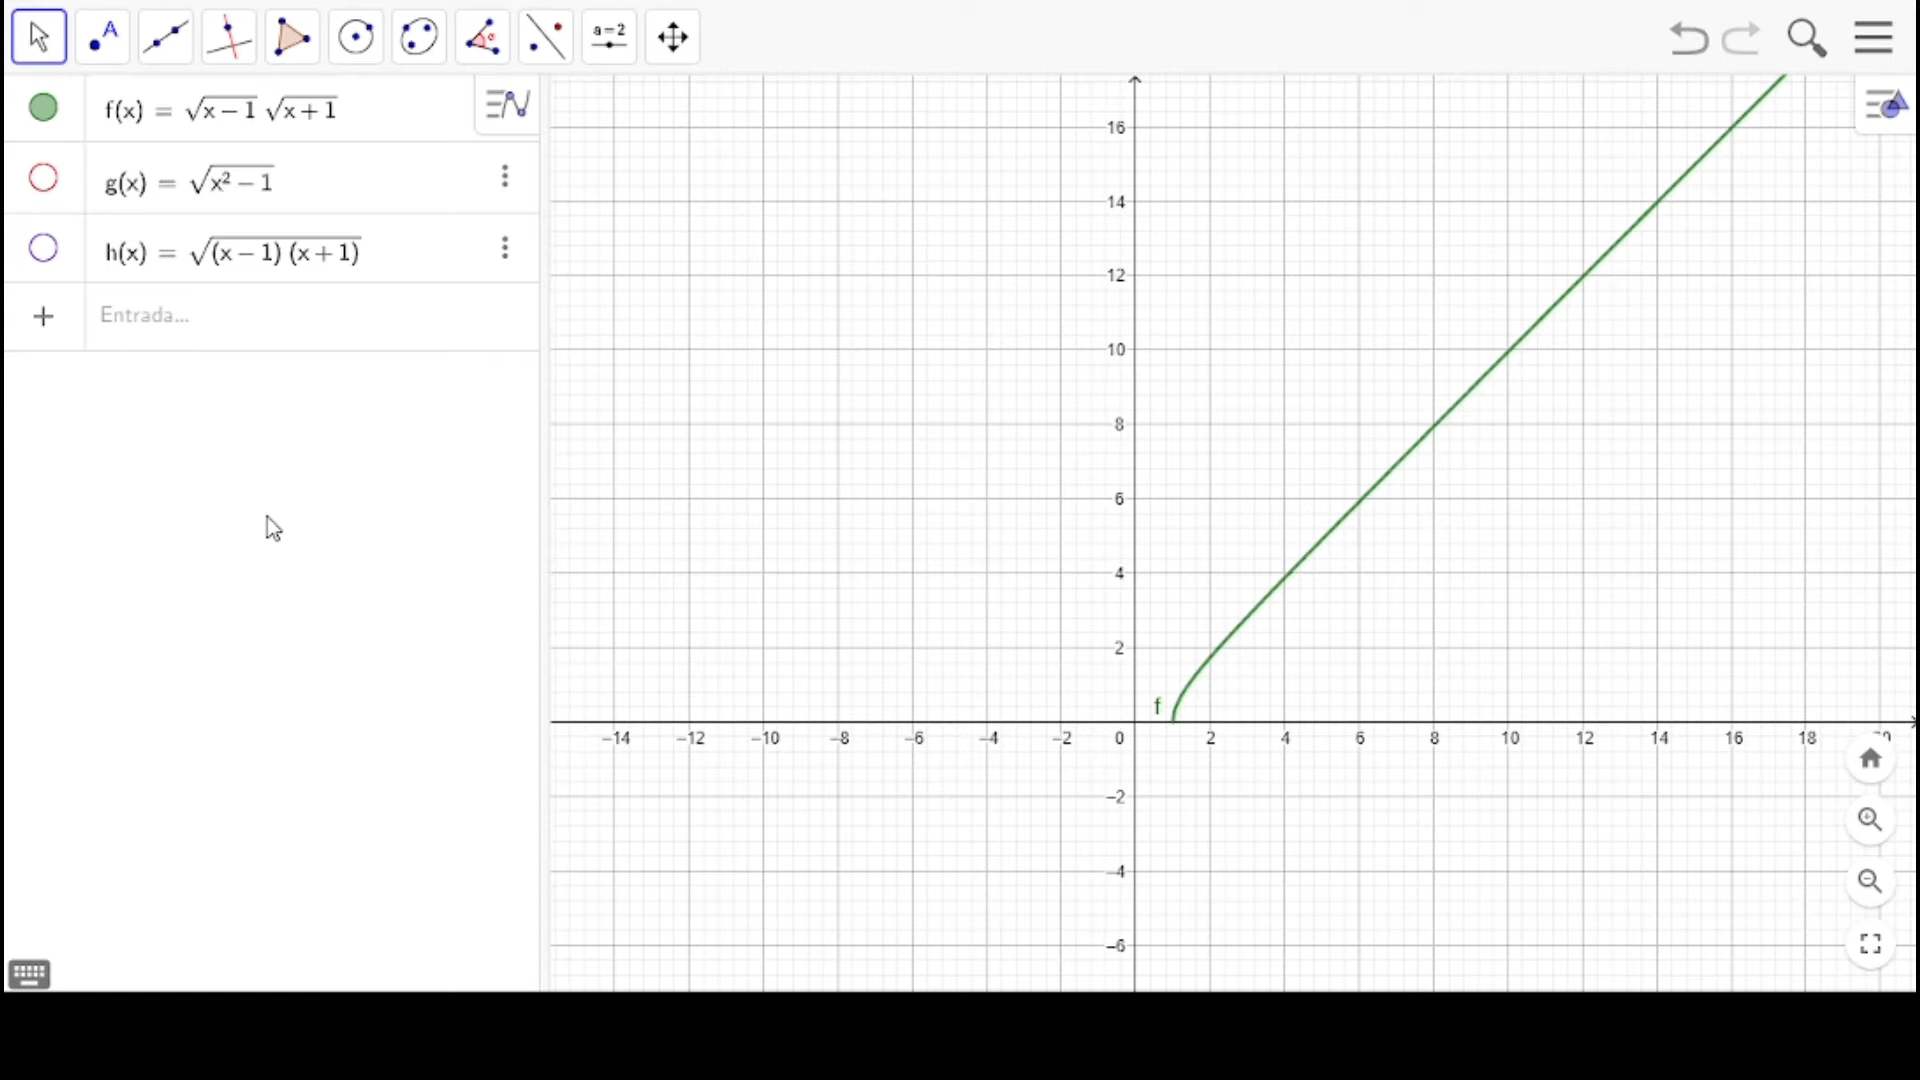 A
a=2
f(x) = √x − 1 √x + 1
g(x) = √x² − 1
h(x) = √(x − 1) (x + 1)
+ Entrada...
16
14
12
10
8
6
4
2
f
−14 −12 −10 −8 −6 −4 −2 0 2 4 6 8 10 12 14 16 18
−2
−4
−6